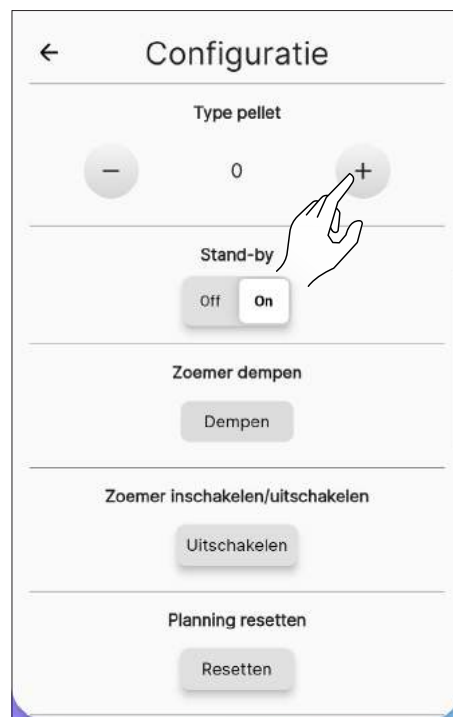 ← Configuratie
Type pellet
− 0 +
Stand-by
Off On
Zoemer dempen
Dempen
Zoemer inschakelen/uitschakelen
Uitschakelen
Planning resetten
Resetten